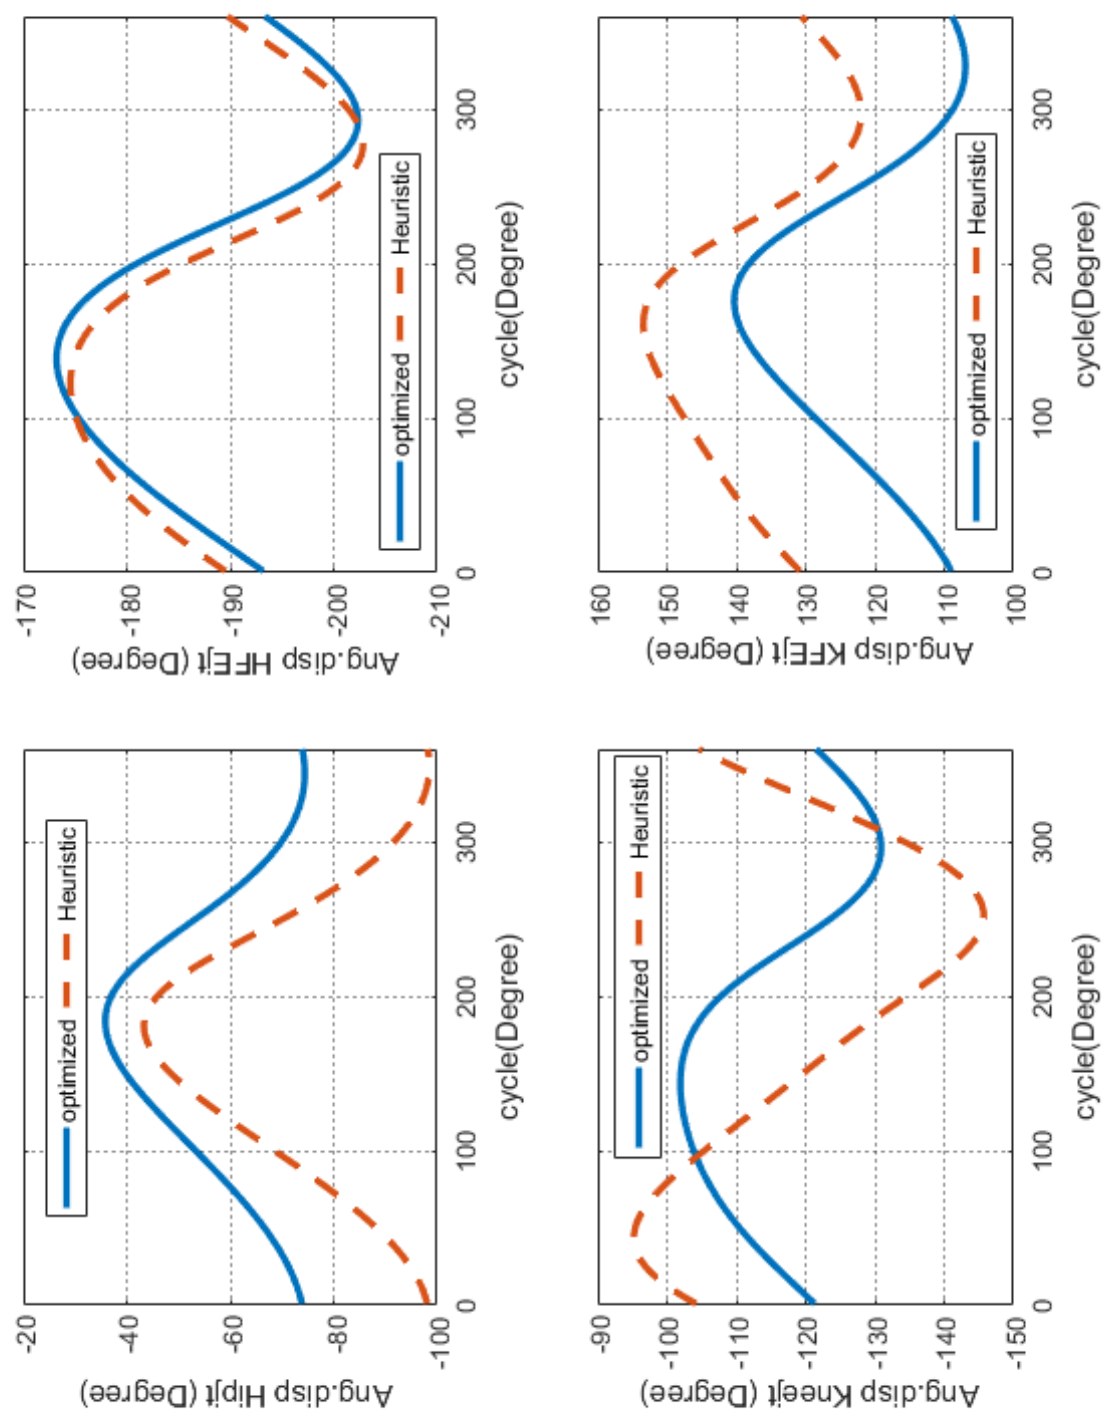 Ang.disp Hipjt (Degree)
-20
-40
-60
-80
-100
optimized
Heuristic
0
100
200
300
cycle(Degree)
Ang.disp HFEjt (Degree)
-170
-180
-190
-200
-210
optimized
Heuristic
0
100
200
300
cycle(Degree)
Ang.disp Kneejt (Degree)
-90
-100
-110
-120
-130
-140
-150
optimized
Heuristic
0
100
200
300
cycle(Degree)
Ang.disp KFEjt (Degree)
160
150
140
130
120
110
100
optimized
Heuristic
0
100
200
300
cycle(Degree)